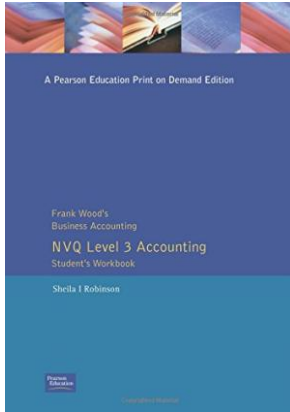 A Pearson Education Print on Demand Edition
Frank Wood's
Business Accounting
NVQ Level 3 Accounting
Student's Workbook
Sheila I Robinson
Pearson
Education